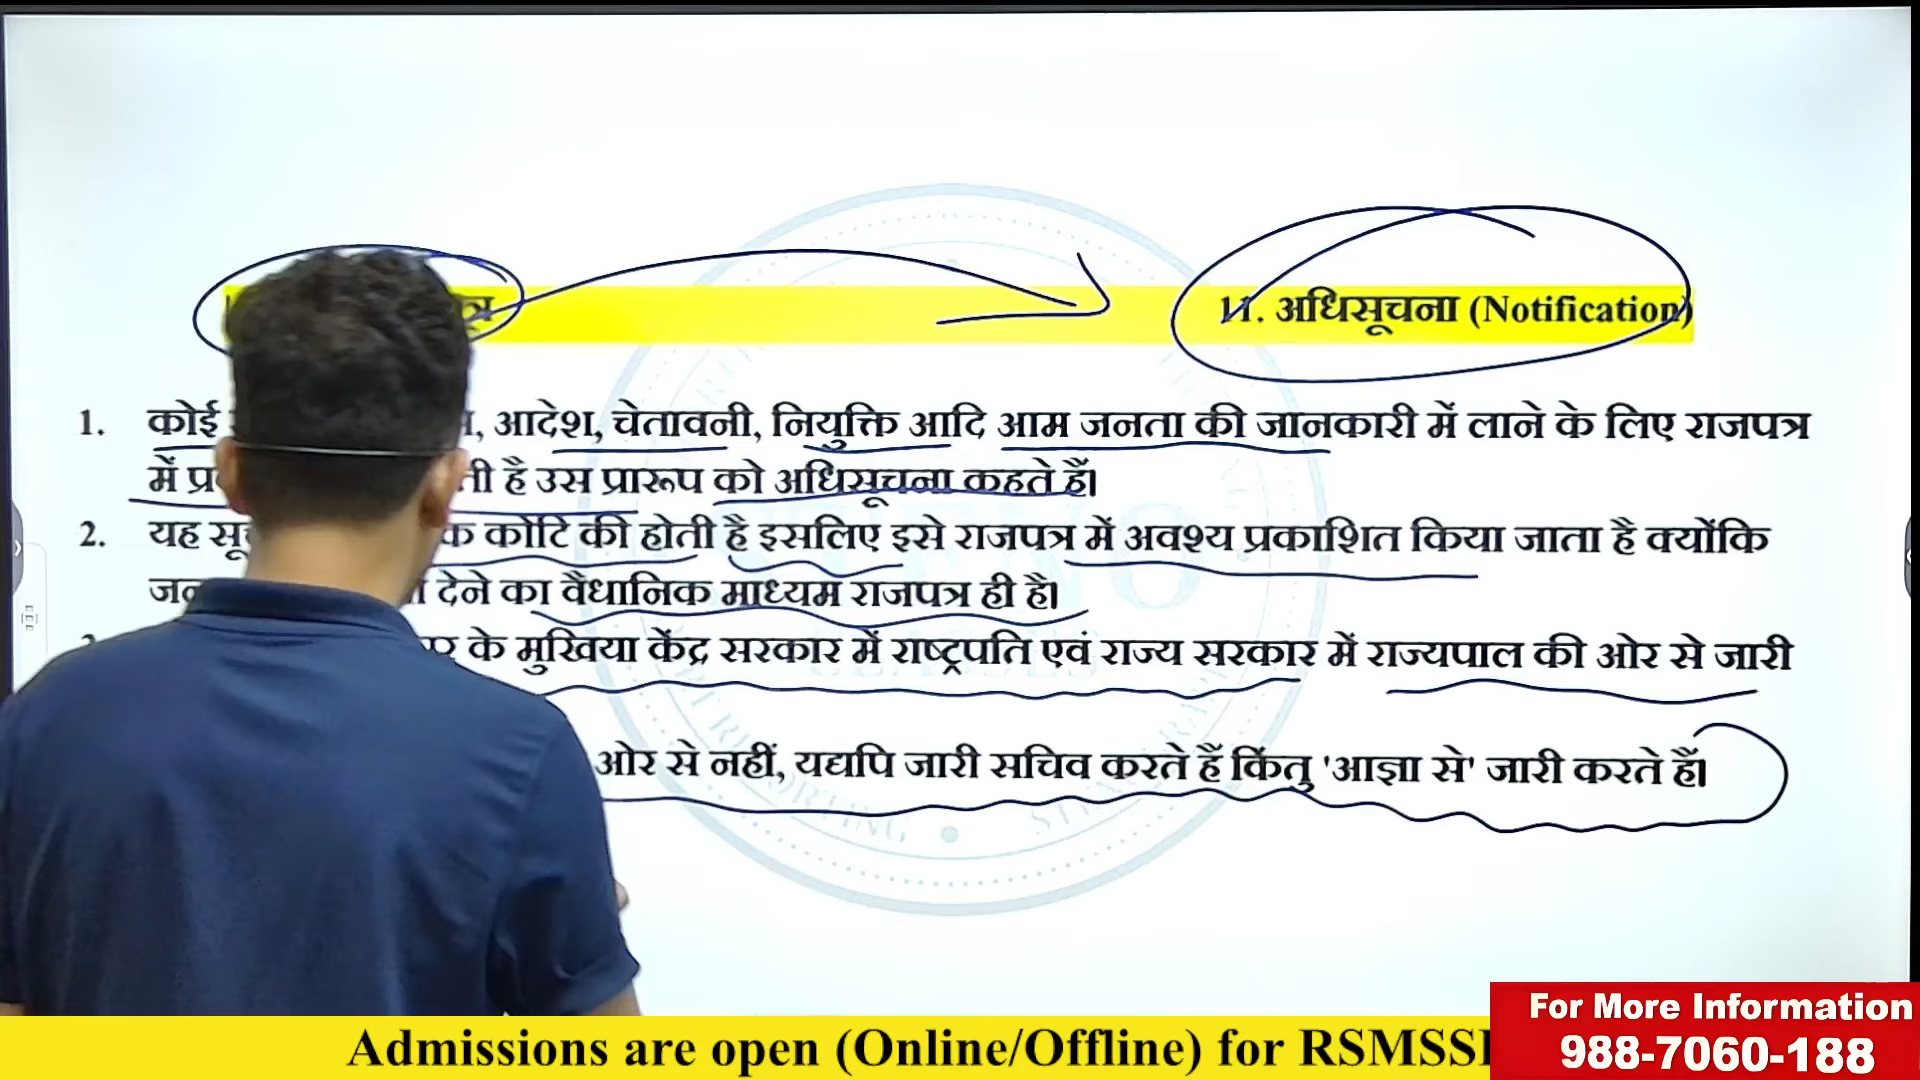 11. अधिसूचना (Notification)
1. कोई आदेश, चेतावनी, नियुक्ति आदि आम जनता की जानकारी में लाने के लिए राजपत्र
में है उस प्रारूप को अधिसूचना कहते हैं।
2. यह कोटि की होती है इसलिए इसे राजपत्र में अवश्य प्रकाशित किया जाता है क्योंकि
देने का वैधानिक माध्यम राजपत्र ही है।
के मुखिया केंद्र सरकार में राष्ट्रपति एवं राज्य सरकार में राज्यपाल की ओर से जारी
ओर से नहीं, यद्यपि जारी सचिव करते हैं किंतु 'आज्ञा से' जारी करते हैं।
Admissions are open (Online/Offline) for
For More Information
988-7060-188